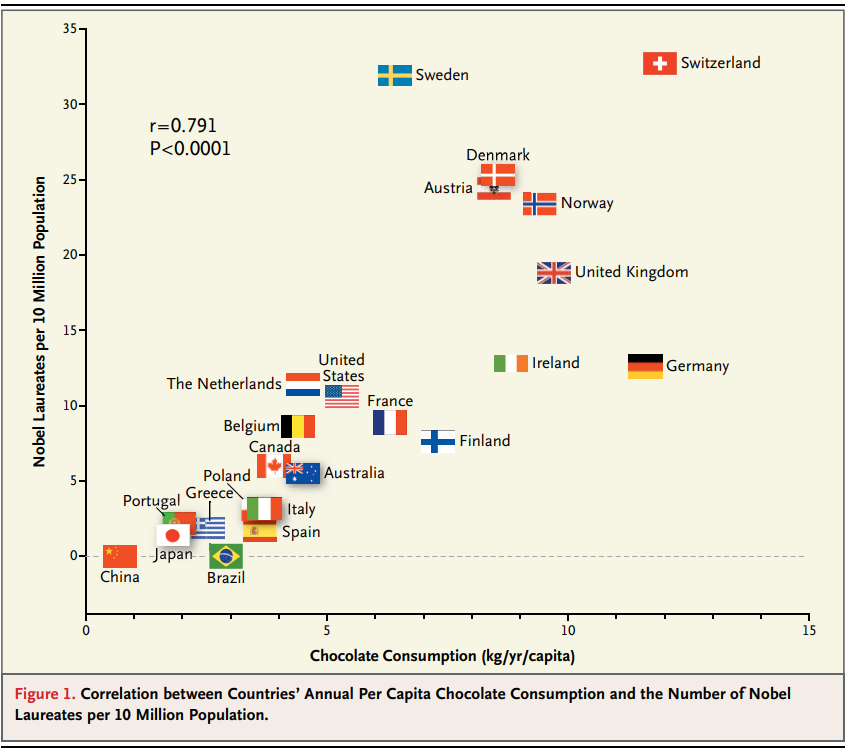 35
Sweden
Switzerland
30
r=0.791
P<0.0001
Denmark
25
Austria
Norway
20
United Kingdom
15
United
States
Ireland
Germany
The Netherlands
10
France
Belgium
Finland
Canada
5
Australia
Poland
Greece
Portugal
Italy
Spain
Japan
0
China
Brazil
Nobel Laureates per 10 Million Population
0
5
10
15
Chocolate Consumption (kg/yr/capita)
Figure 1. Correlation between Countries’ Annual Per Capita Chocolate Consumption and the Number of Nobel
Laureates per 10 Million Population.